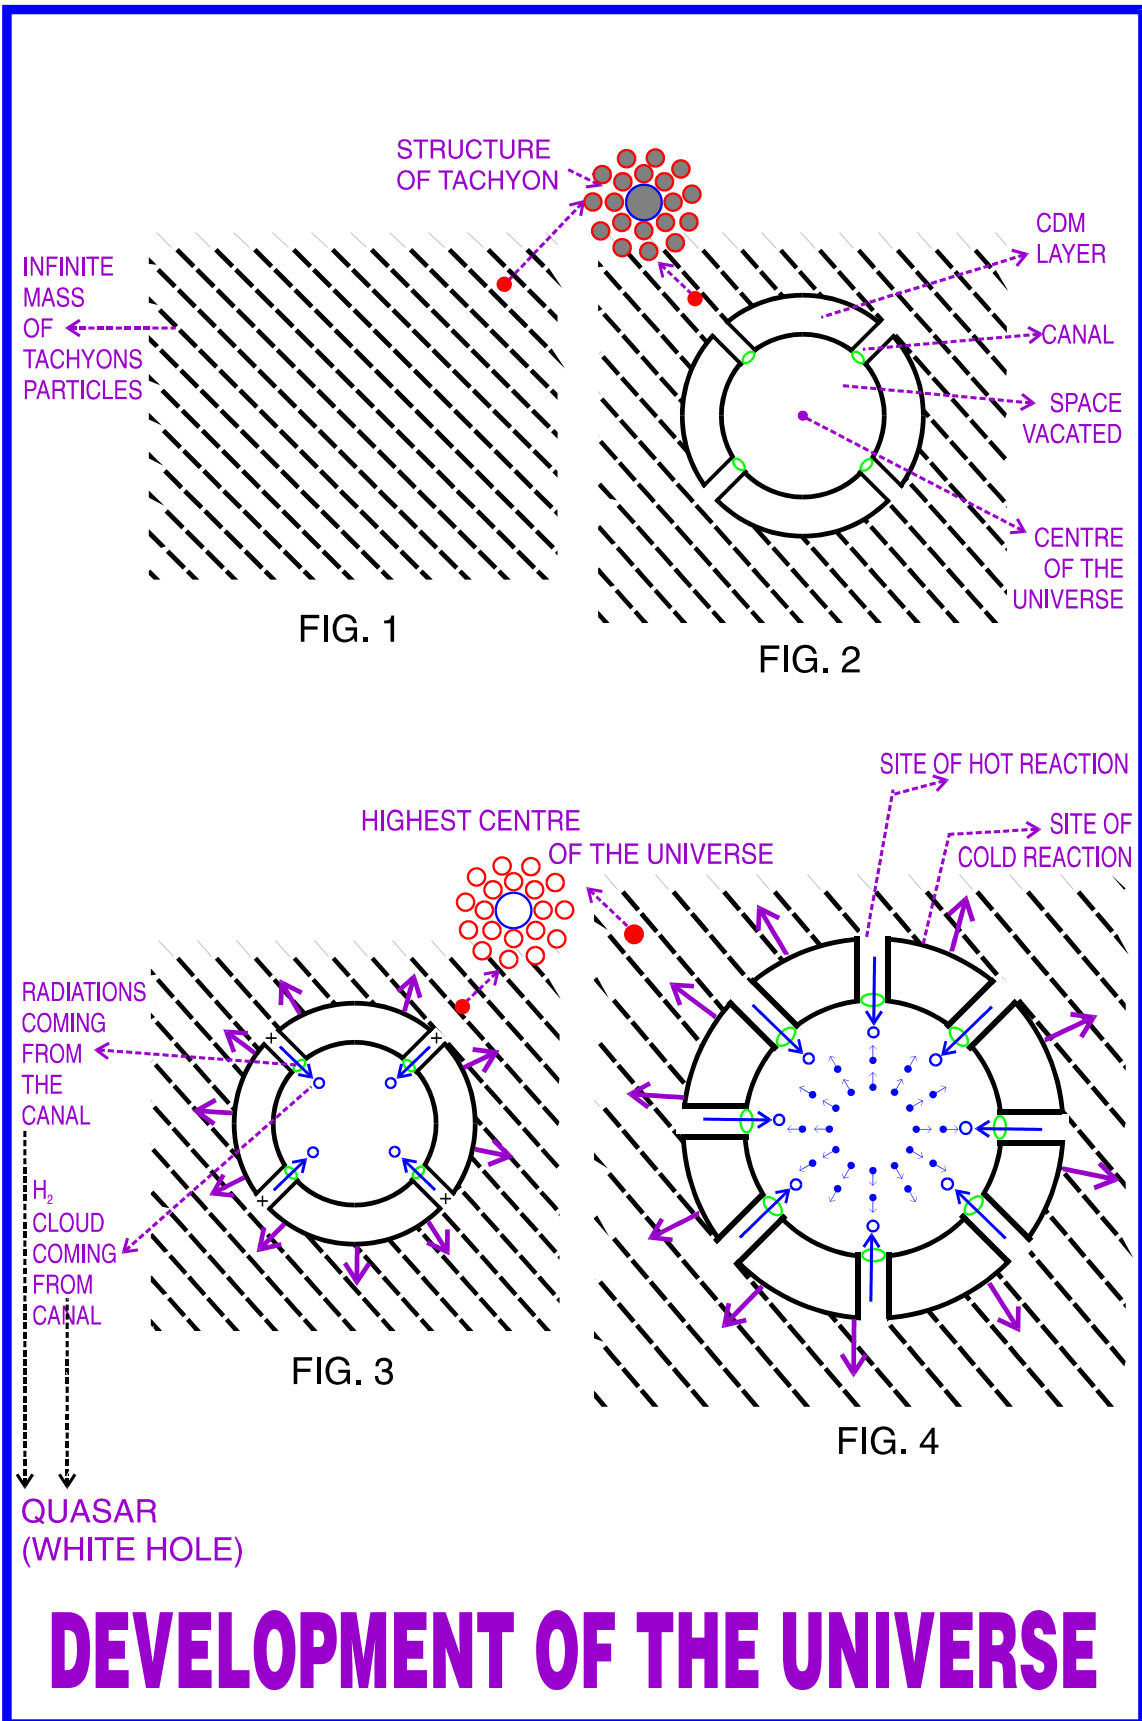 STRUCTURE
OF TACHYON
INFINITE
MASS
OF
TACHYONS
PARTICLES
CDM
LAYER
CANAL
SPACE
VACATED
CENTRE
OF THE
UNIVERSE
FIG. 1
FIG. 2
SITE OF HOT REACTION
SITE OF
COLD REACTION
HIGHEST CENTRE
OF THE UNIVERSE
RADIATIONS
COMING
FROM
THE
CANAL
H₂
CLOUD
COMING
FROM
CANAL
+
+
+
+
FIG. 3
FIG. 4
QUASAR
(WHITE HOLE)
DEVELOPMENT OF THE UNIVERSE